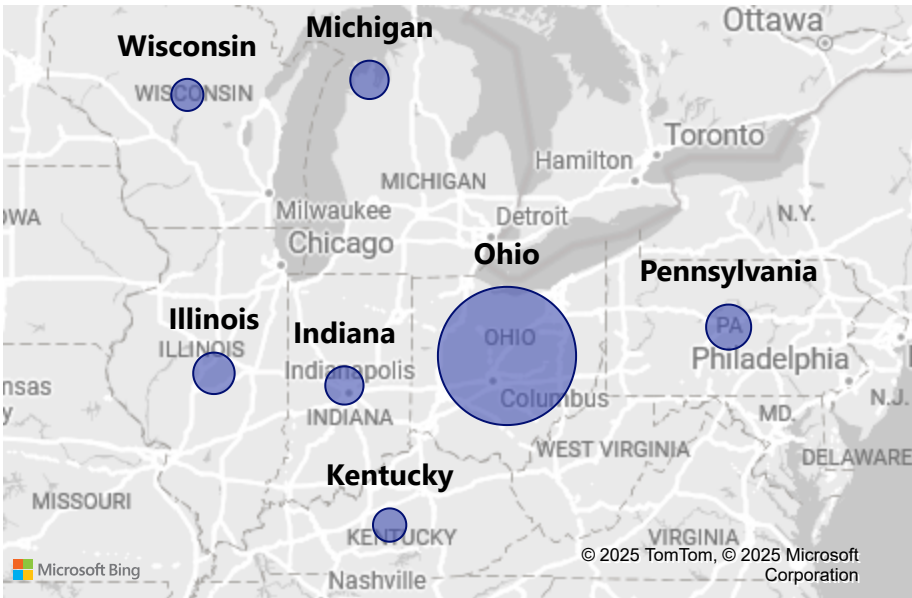 Ottawa
Michigan
Wisconsin
WISCONSIN
Toronto
Hamilton
MICHIGAN
Milwaukee
Detroit
N.Y.
OWA
Chicago
Ohio
Pennsylvania
Illinois
Indiana
OHIO
PA
ILLINOIS
Indianapolis
Philadelphia
nsas
y
Columbus
N.J.
INDIANA
MD.
WEST VIRGINIA
DELAWARE
Kentucky
MISSOURI
KENTUCKY
VIRGINIA
Nashville
Microsoft Bing
© 2025 TomTom, © 2025 Microsoft
Corporation